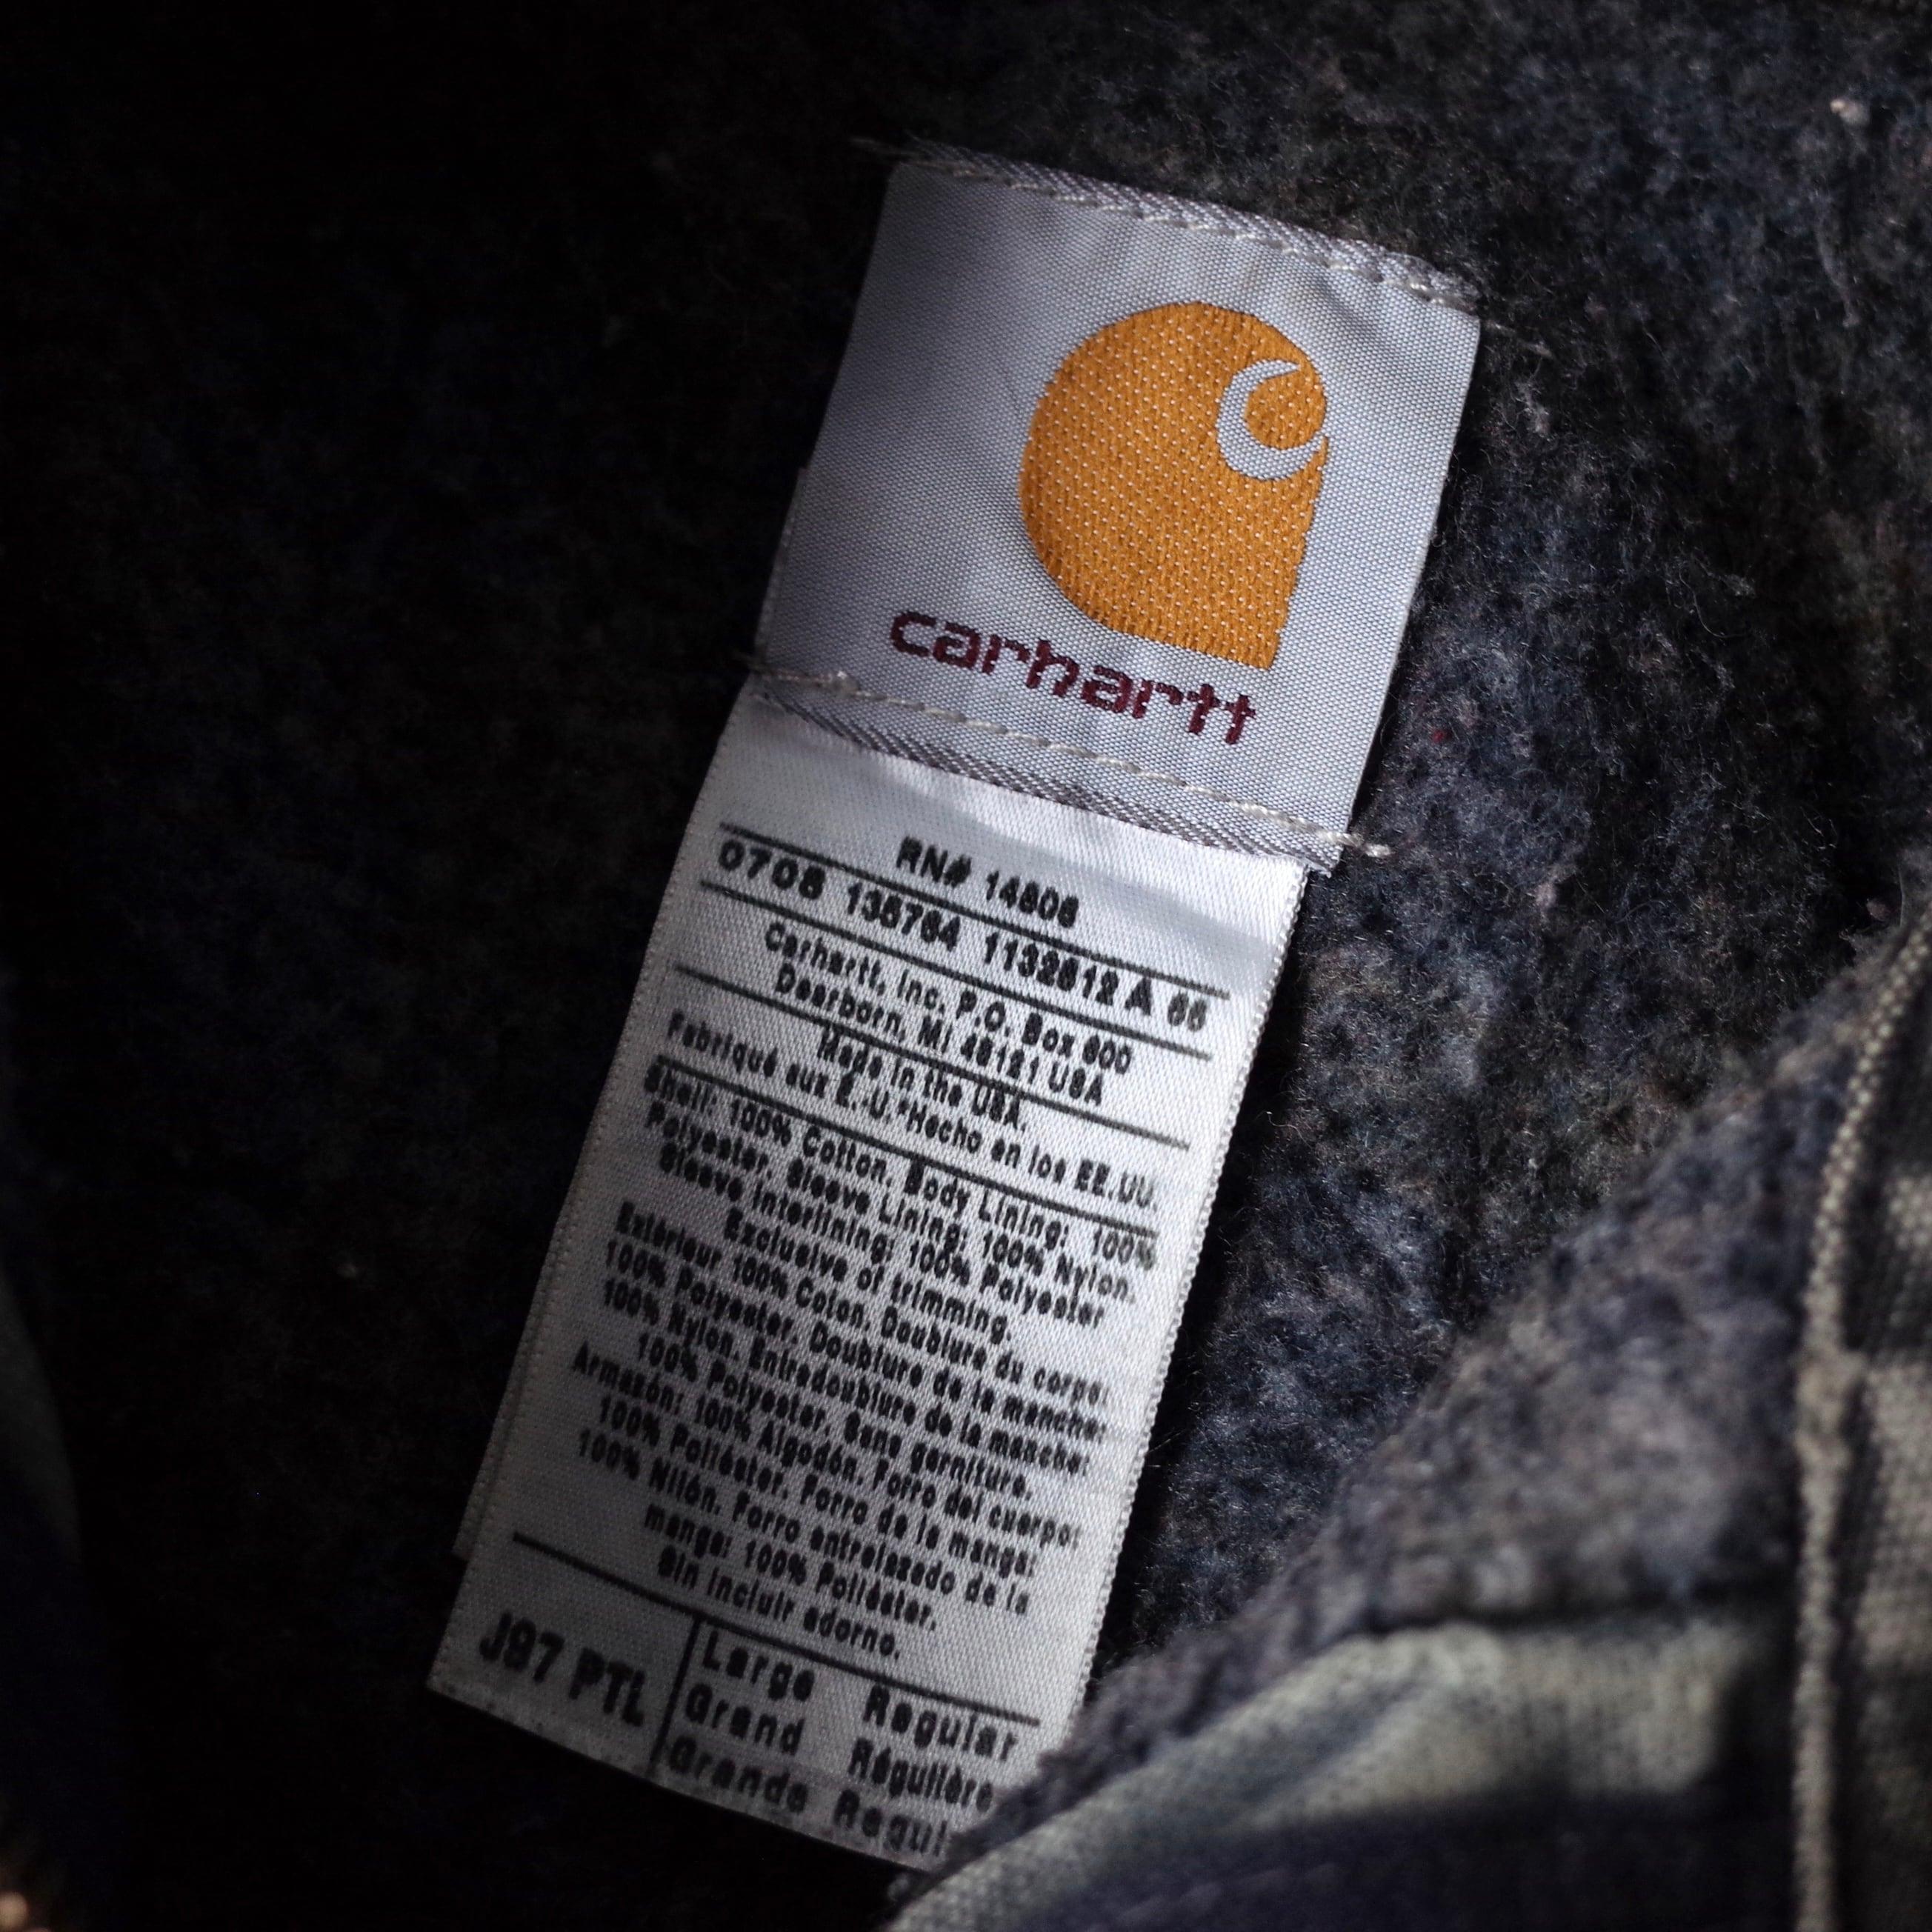 carhartt
RN# 14806
0708 138764 1132612 A 66
Carhartt, Inc. P.O. Box 600
Dearborn, MI 48121 USA
Made in the USA.
Fabriqué aux É.-U.*Hecho en los EE.UU.
Shell: 100% Cotton. Body Lining: 100%
Polyester. Sleeve Lining: 100% Nylon.
Sleeve Interlining: 100% Polyester
Exclusive of trimming.
Extérieur 100% Coton. Doublure du corps:
100% Polyester. Doublure de la manche
100% Nylon. Entredoublure de la manche
100% Polyester. Sans garniture.
Armazón: 100% Algodón. Forro del cuerpo:
100% Poliéster. Forro de la manga:
100% Nilón. Forro entrelazado de la
manga: 100% Poliéster.
Sin incluir adorno.
J97 PTL
Large Regular
Grand Régulière
Grande Regul